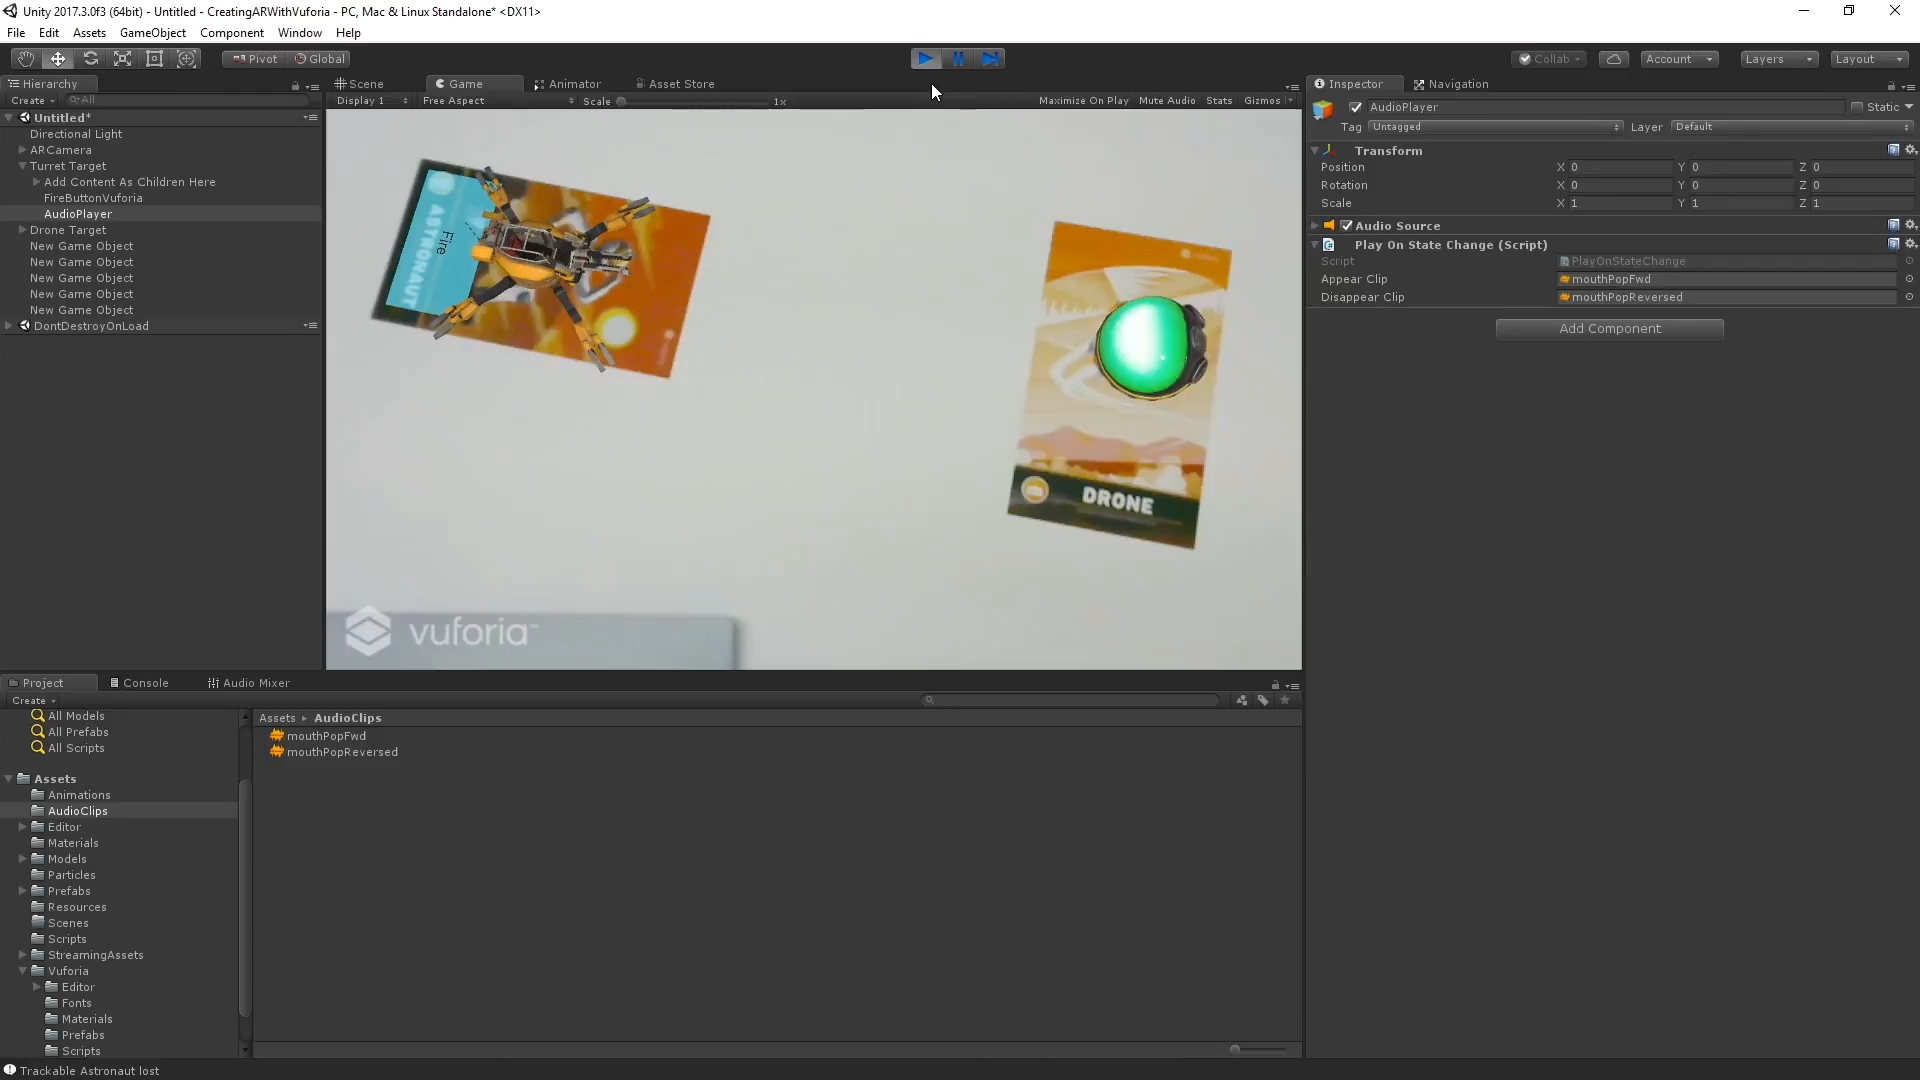 Unity 2017.3.0f3 (64bit) - Untitled - CreatingARWithVuforia - PC, Mac & Linux Standalone* <DX11>
File Edit Assets GameObject Component Window Help
Pivot Global Collab Account Layers Layout
Hierarchy
Create All
Untitled*
Directional Light
ARCamera
Turret Target
Add Content As Children Here
FireButtonVuforia
AudioPlayer
Drone Target
New Game Object
New Game Object
New Game Object
New Game Object
New Game Object
DontDestroyOnLoad
Scene Game Animator Asset Store
Display 1 Free Aspect Scale 1x Maximize On Play Mute Audio Stats Gizmos
Fire
ASTRONAUT
DRONE
vuforia™
Inspector Navigation
AudioPlayer Static
Tag Untagged Layer Default
Transform
Position X 0 Y 0 Z 0
Rotation X 0 Y 0 Z 0
Scale X 1 Y 1 Z 1
Audio Source
Play On State Change (Script)
Script PlayOnStateChange
Appear Clip mouthPopFwd
Disappear Clip mouthPopReversed
Add Component
Project Console Audio Mixer
Create
All Models
All Prefabs
All Scripts
Assets
Animations
AudioClips
Editor
Materials
Models
Particles
Prefabs
Resources
Scenes
Scripts
StreamingAssets
Vuforia
Editor
Fonts
Materials
Prefabs
Scripts
Assets ▸ AudioClips
mouthPopFwd
mouthPopReversed
Trackable Astronaut lost